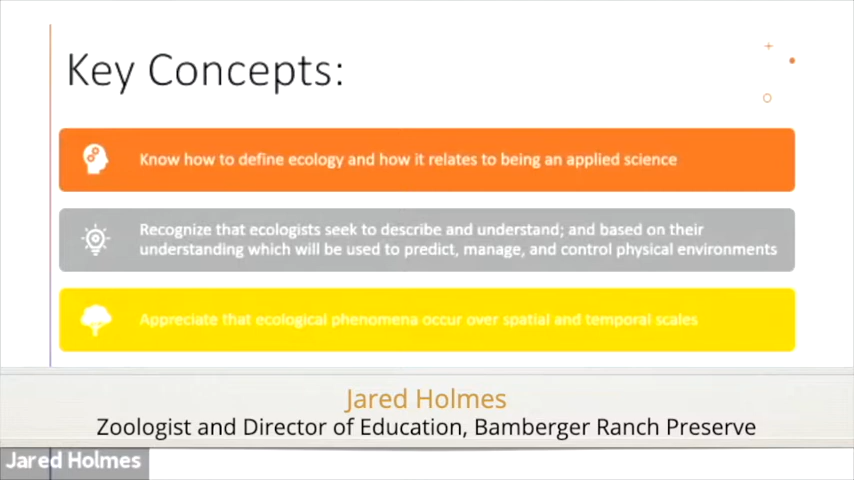 Key Concepts:
Know how to define ecology and how it relates to being an applied science
Recognize that ecologists seek to describe and understand; and based on their
understanding which will be used to predict, manage, and control physical environments
Appreciate that ecological phenomena occur over spatial and temporal scales
Jared Holmes
Zoologist and Director of Education, Bamberger Ranch Preserve
Jared Holmes